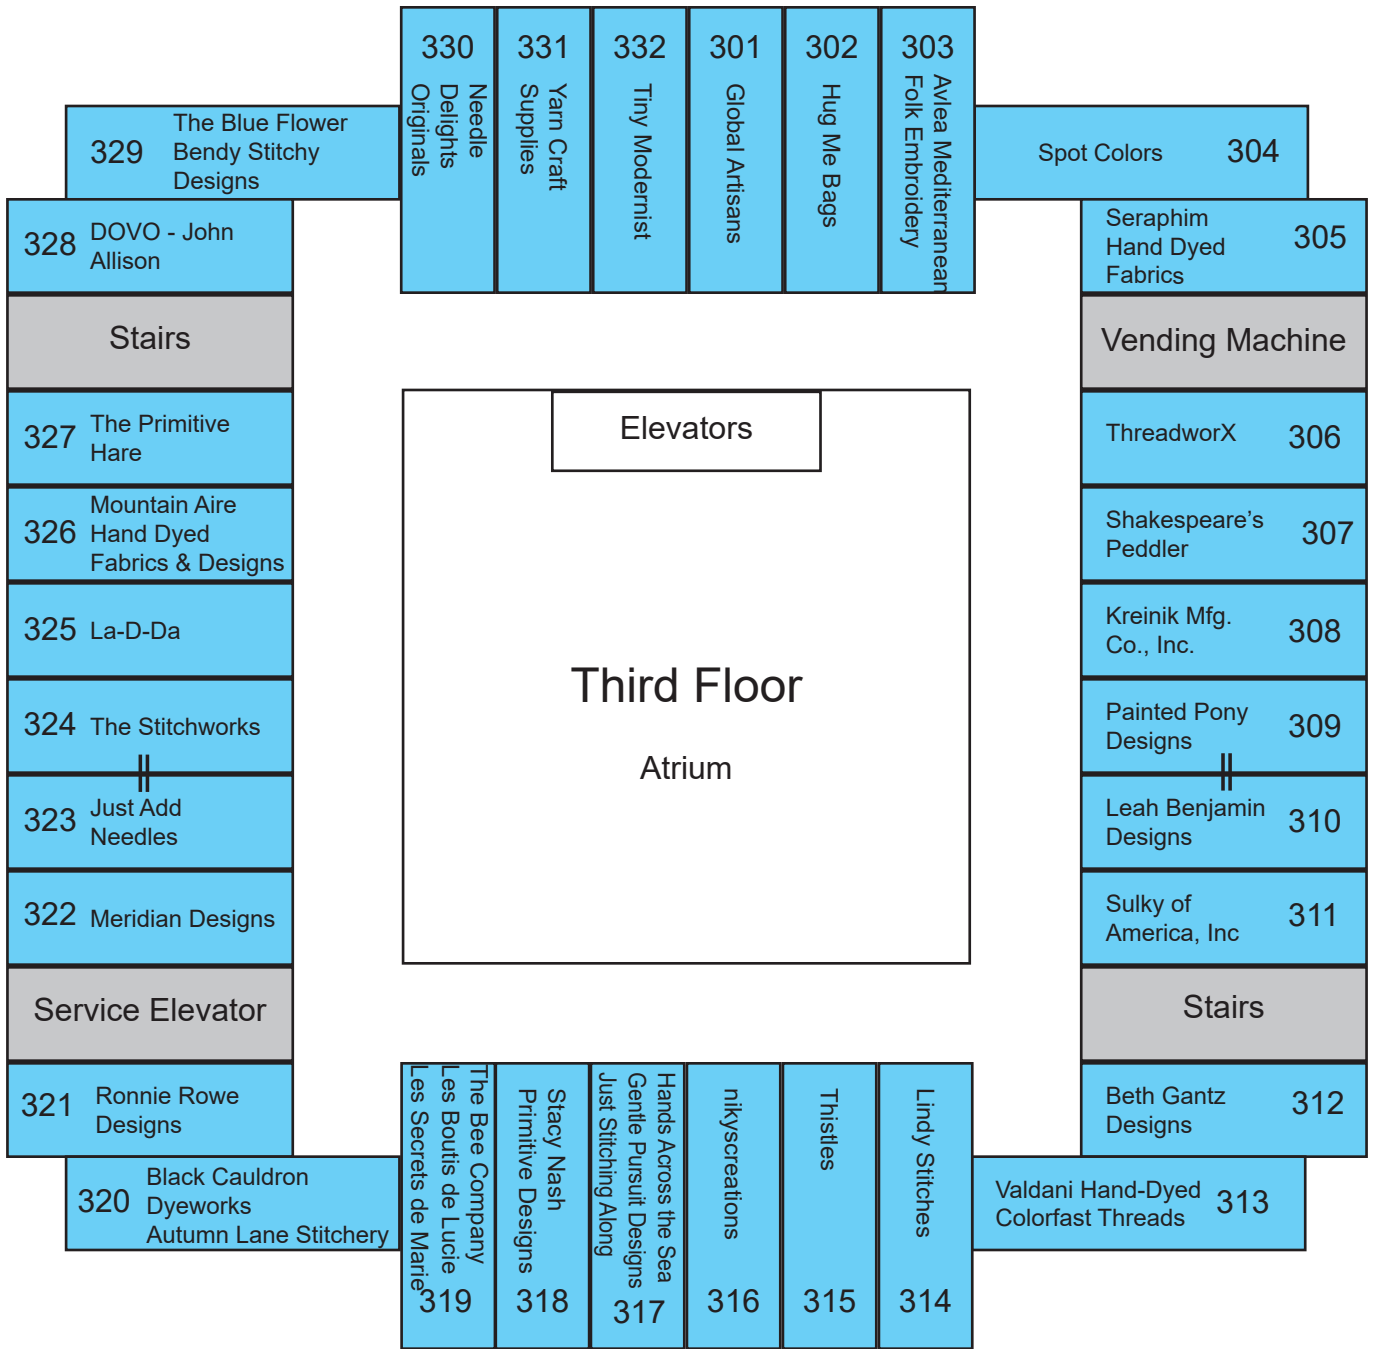 330
Needle
Delights
Originals
331
Yarn Craft
Supplies
332
Tiny Modernist
301
Global Artisans
302
Hug Me Bags
303
Avlea Mediterranean
Folk Embroidery
329
The Blue Flower
Bendy Stitchy
Designs
Spot Colors
304
328
DOVO - John
Allison
Seraphim
Hand Dyed
Fabrics
305
Stairs
Vending Machine
327
The Primitive
Hare
Elevators
ThreadworX
306
326
Mountain Aire
Hand Dyed
Fabrics & Designs
Shakespeare’s
Peddler
307
325
La-D-Da
Kreinik Mfg.
Co., Inc.
308
Third Floor
Atrium
324
The Stitchworks
Painted Pony
Designs
309
323
Just Add
Needles
Leah Benjamin
Designs
310
322
Meridian Designs
Sulky of
America, Inc
311
Service Elevator
Stairs
321
Ronnie Rowe
Designs
Beth Gantz
Designs
312
320
Black Cauldron
Dyeworks
Autumn Lane Stitchery
The Bee Company
Les Boutis de Lucie
Les Secrets de Marie
319
Stacy Nash
Primitive Designs
318
Hands Across the Sea
Gentle Pursuit Designs
Just Stitching Along
317
nikyscreations
316
Thistles
315
Lindy Stitches
314
Valdani Hand-Dyed
Colorfast Threads
313